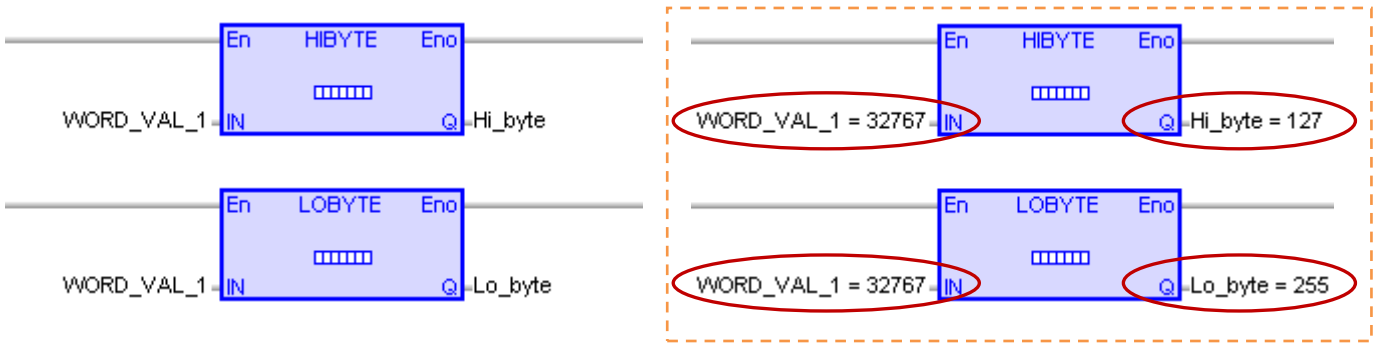 En HIBYTE Eno
WORD_VAL_1 IN Q Hi_byte
En LOBYTE Eno
WORD_VAL_1 IN Q Lo_byte
En HIBYTE Eno
WORD_VAL_1 = 32767 IN Q Hi_byte = 127
En LOBYTE Eno
WORD_VAL_1 = 32767 IN Q Lo_byte = 255